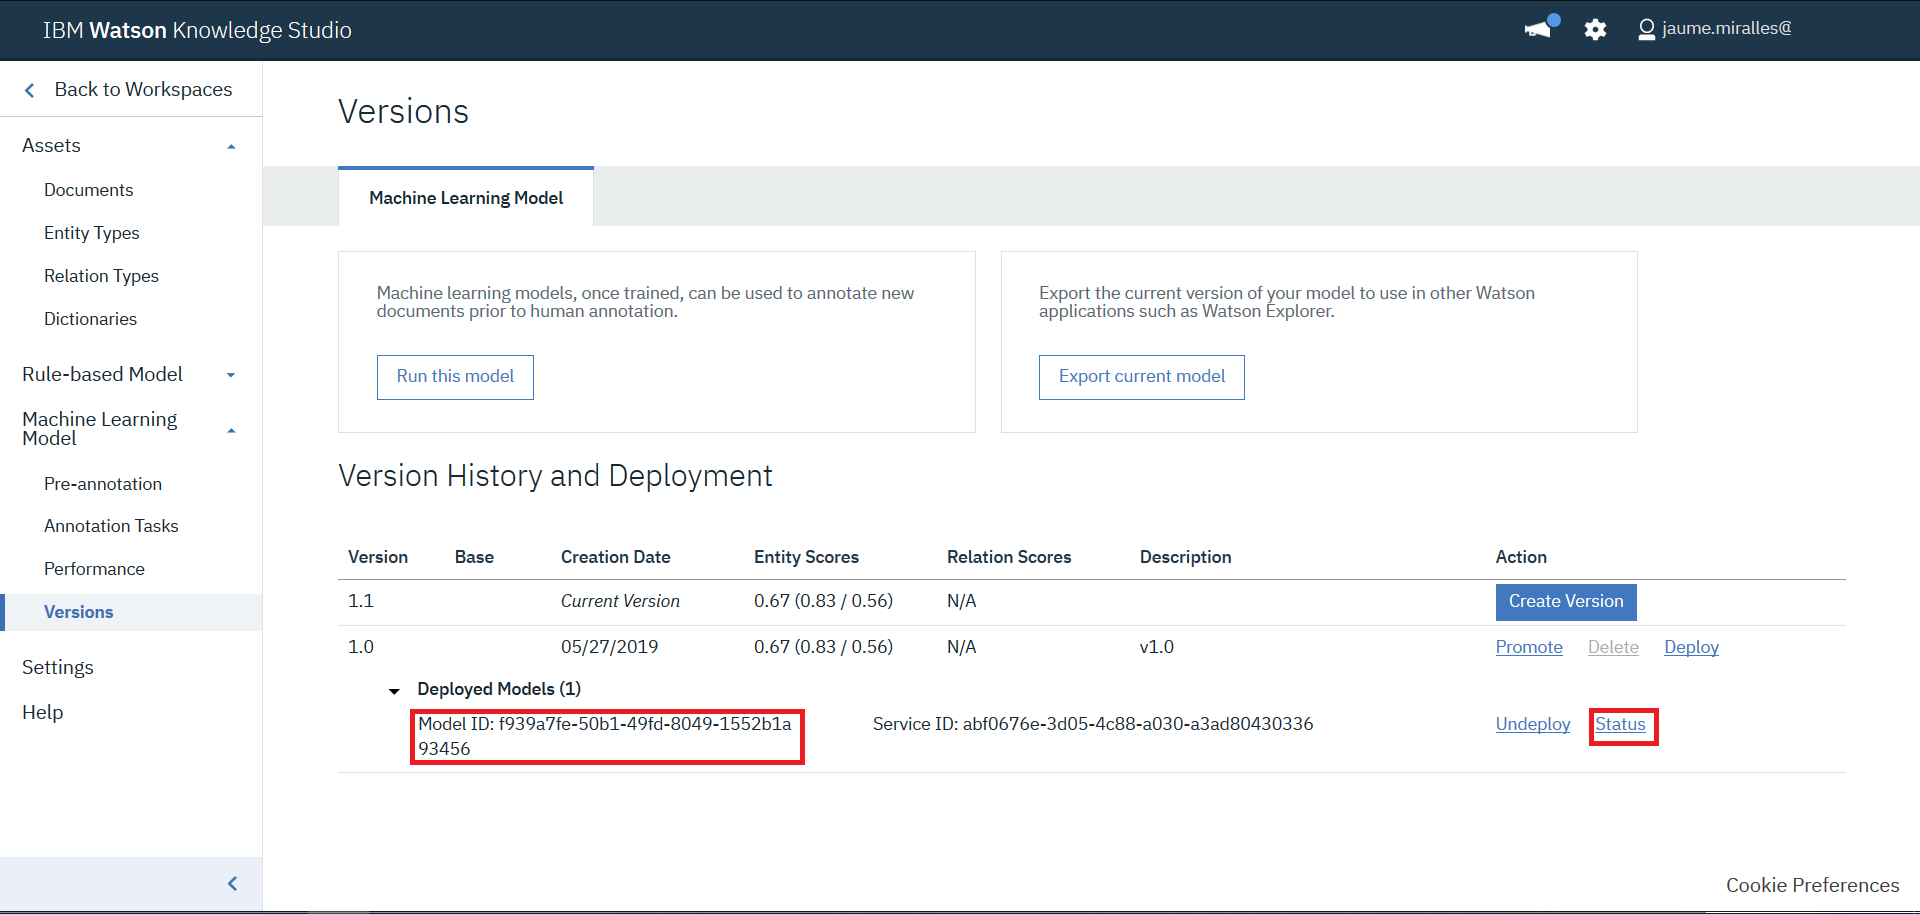 IBM Watson Knowledge Studio
jaume.miralles@
Back to Workspaces
Assets
Documents
Entity Types
Relation Types
Dictionaries
Rule-based Model
Machine Learning
Model
Pre-annotation
Annotation Tasks
Performance
Versions
Settings
Help
Versions
Machine Learning Model
Machine learning models, once trained, can be used to annotate new
documents prior to human annotation.
Run this model
Export the current version of your model to use in other Watson
applications such as Watson Explorer.
Export current model
Version History and Deployment
Version Base Creation Date Entity Scores Relation Scores Description Action
1.1 Current Version 0.67 (0.83 / 0.56) N/A Create Version
1.0 05/27/2019 0.67 (0.83 / 0.56) N/A v1.0 Promote Delete Deploy
Deployed Models (1)
Model ID: f939a7fe-50b1-49fd-8049-1552b1a
93456
Service ID: abf0676e-3d05-4c88-a030-a3ad80430336
Undeploy Status
Cookie Preferences